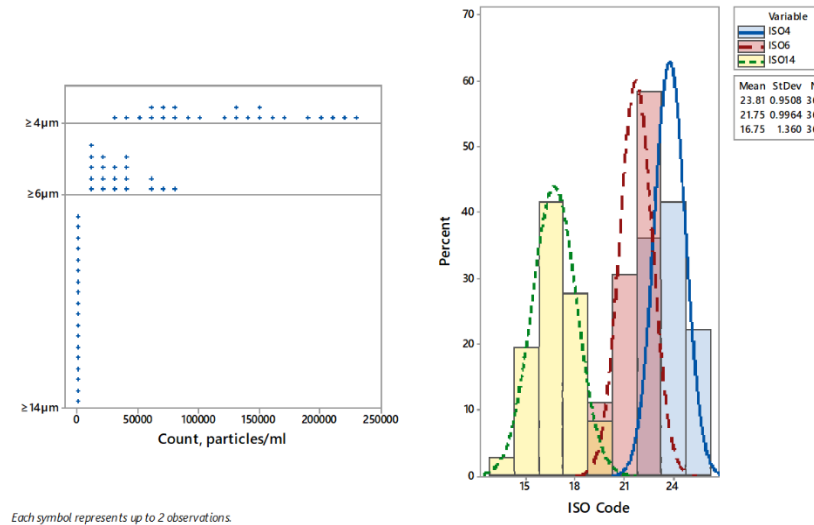 ≥4µm
≥6µm
≥14µm
0 50000 100000 150000 200000 250000
Count, particles/ml
Each symbol represents up to 2 observations.
70
60
50
40
30
20
10
0
Percent
15 18 21 24
ISO Code
Variable
ISO4
ISO6
ISO14
Mean StDev
23.81 0.9508
21.75 0.9964
16.75 1.360